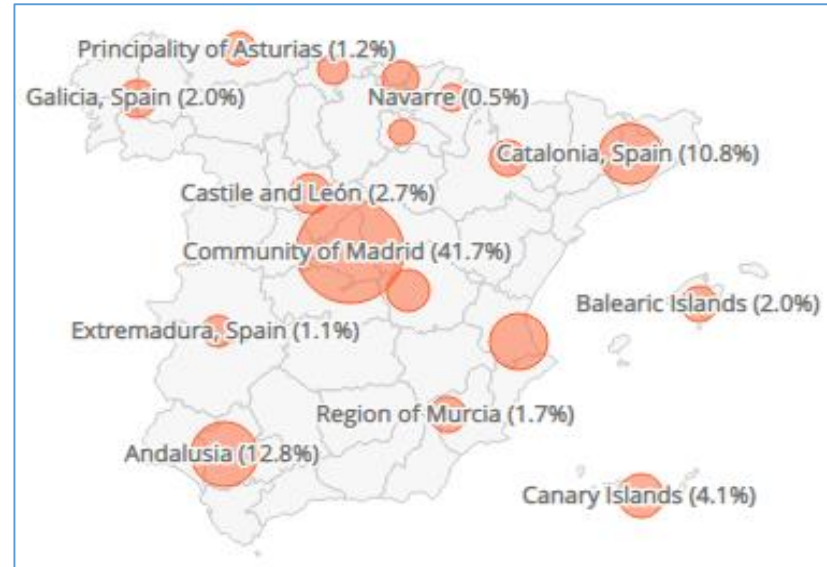 Principality of Asturias (1.2%)
Galicia, Spain (2.0%)
Navarre (0.5%)
Catalonia, Spain (10.8%)
Castile and León (2.7%)
Community of Madrid (41.7%)
Balearic Islands (2.0%)
Extremadura, Spain (1.1%)
Region of Murcia (1.7%)
Andalusia (12.8%)
Canary Islands (4.1%)